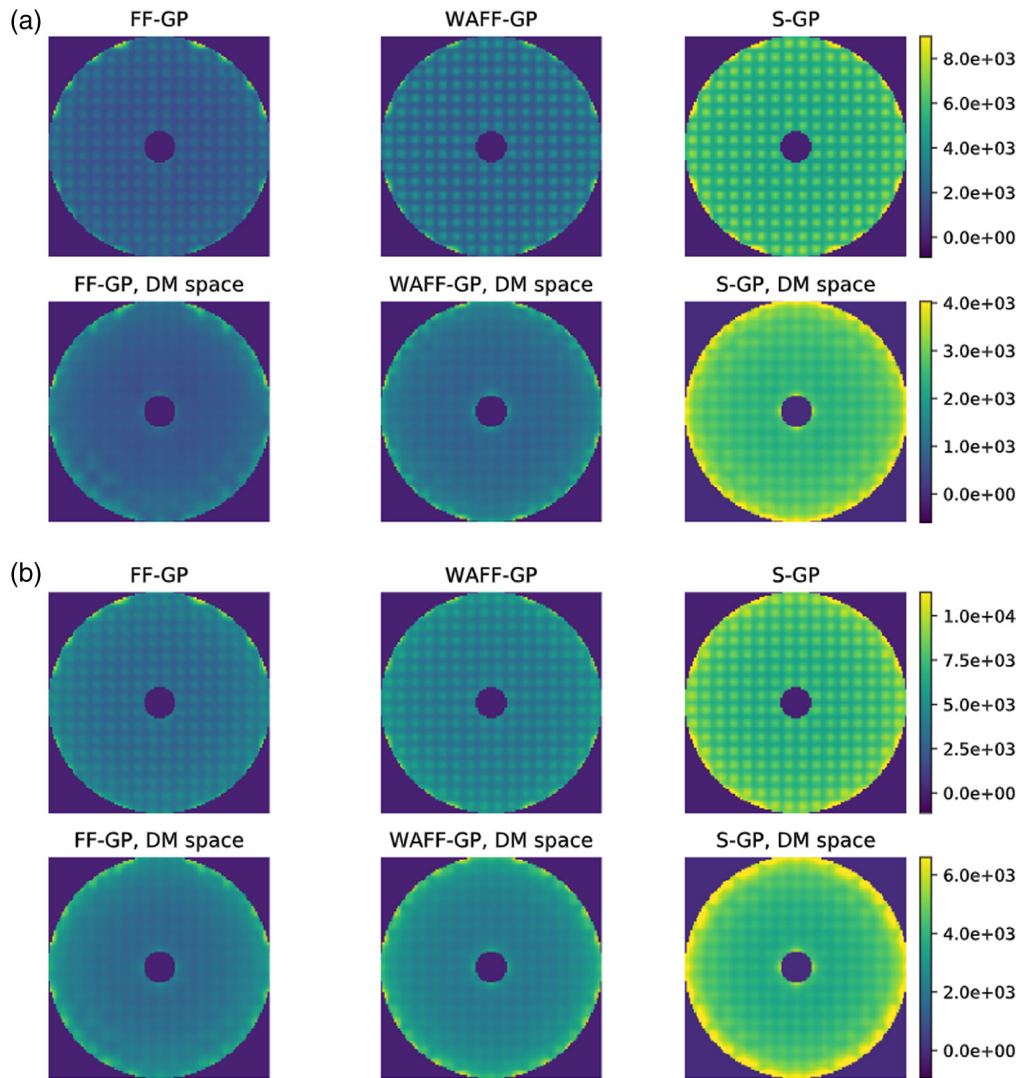 (a)
FF-GP WAFF-GP S-GP
8.0e+03
6.0e+03
4.0e+03
2.0e+03
0.0e+00
FF-GP, DM space WAFF-GP, DM space S-GP, DM space
4.0e+03
3.0e+03
2.0e+03
1.0e+03
0.0e+00
(b)
FF-GP WAFF-GP S-GP
1.0e+04
7.5e+03
5.0e+03
2.5e+03
0.0e+00
FF-GP, DM space WAFF-GP, DM space S-GP, DM space
6.0e+03
4.0e+03
2.0e+03
0.0e+00